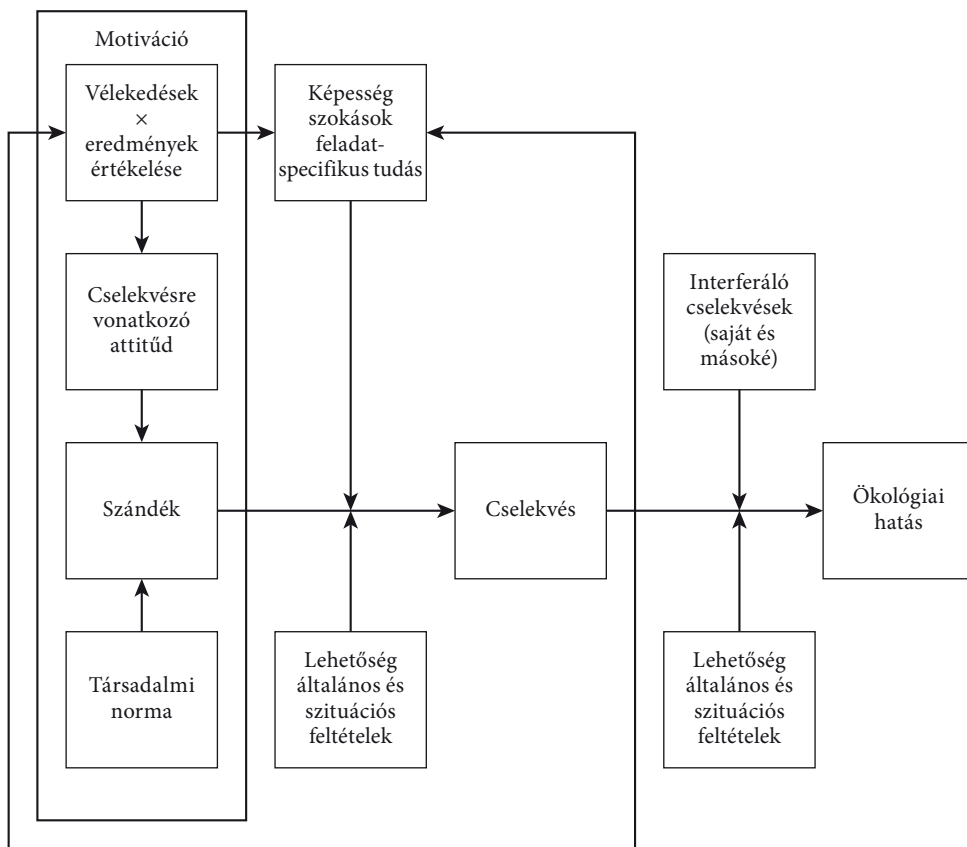 Motiváció
Vélekedések
×
eredmények
értékelése
Képesség
szokások
feladat-
specifikus tudás
Cselekvésre
vonatkozó
attitűd
Interferáló
cselekvések
(saját és
másoké)
Szándék
Cselekvés
Ökológiai
hatás
Társadalmi
norma
Lehetőség
általános és
szituációs
feltételek
Lehetőség
általános és
szituációs
feltételek